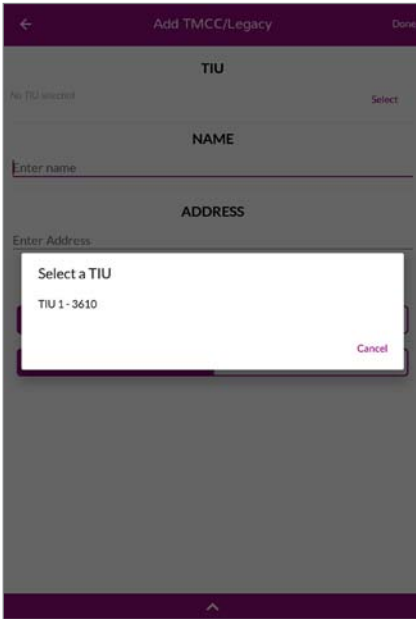 Add TMCC/Legacy Done
TIU
No TIU selected
Select
NAME
Enter name
ADDRESS
Enter Address
Select a TIU
TIU 1 - 3610
Cancel